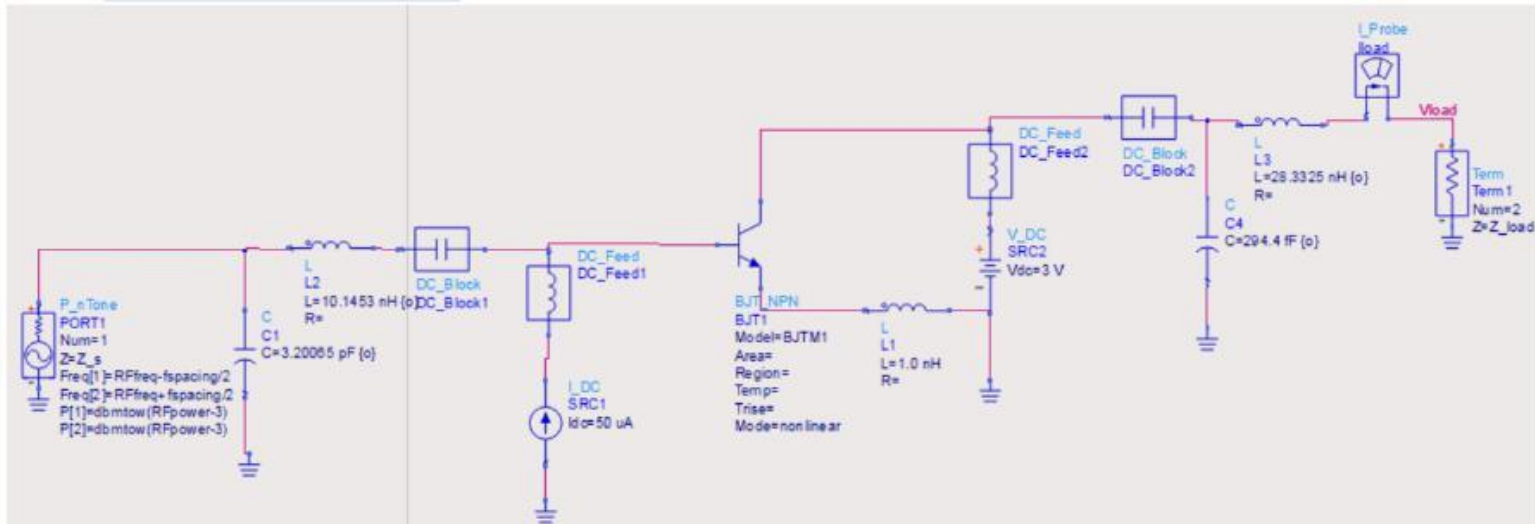 P_nTone
PORT1
Num=1
Z=Z_s
Freq[1]=RFfreq-fspacing/2
Freq[2]=RFfreq+fspacing/2
P[1]=dbmtow(RFpower-3)
P[2]=dbmtow(RFpower-3)
C
C1
C=3.20065 pF {o}
L
L2
L=10.1453 nH {o}
R=
DC_Block
DC_Block1
DC_Feed
DC_Feed1
I_DC
SRC1
Idc=50 uA
BJT_NPN
BJT1
Model=BJTM1
Area=
Region=
Temp=
Trise=
Mode=nonlinear
L
L1
L=1.0 nH
R=
DC_Feed
DC_Feed2
V_DC
SRC2
Vdc=3 V
DC_Block
DC_Block2
C
C4
C=294.4 fF {o}
L
L3
L=28.3325 nH {o}
R=
I_Probe
Iload
Vload
Term
Term1
Num=2
Z=Z_load